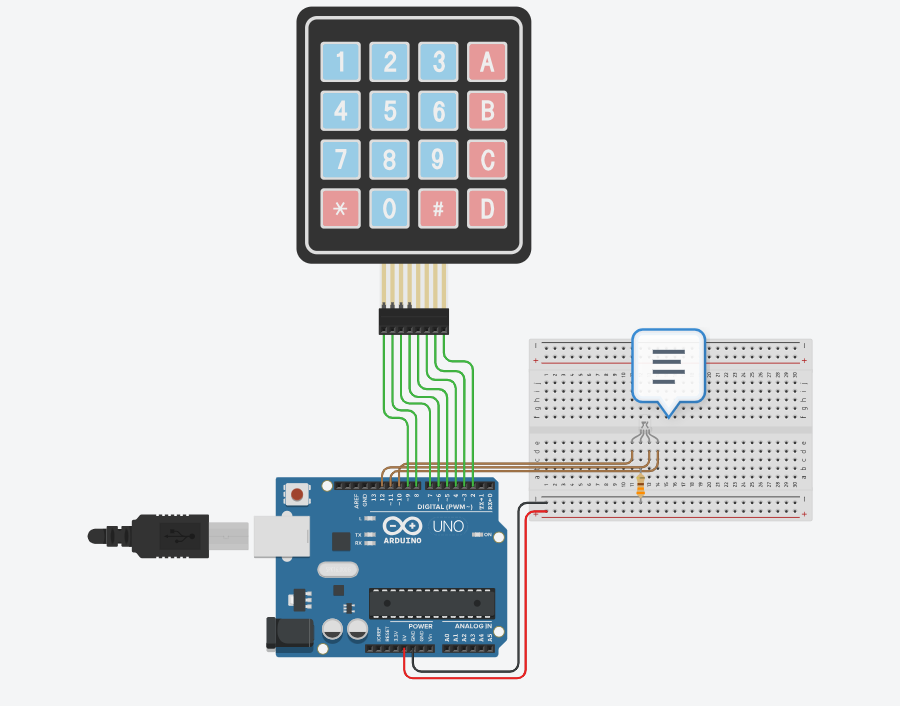 1 2 3 A
4 5 6 B
7 8 9 C
* 0 # D
AREF
GND
13
12
~11
~10
~9
8
7
~6
~5
4
~3
2
TX→1
RX←0
DIGITAL (PWM~)
L
TX
RX
ARDUINO
UNO
ON
POWER
ANALOG IN
IOREF
RESET
3.3V
5V
GND
GND
Vin
A0
A1
A2
A3
A4
A5